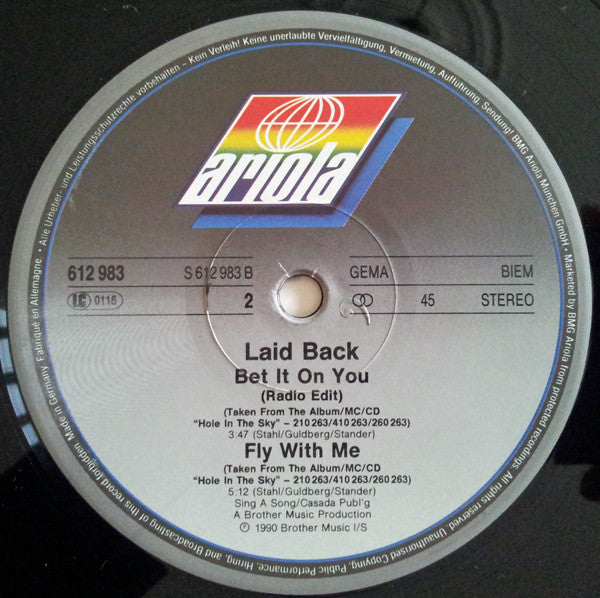 ariola
612 983 S 612 983 B GEMA BIEM
LC 0116 2 45 STEREO
Laid Back
Bet It On You
(Radio Edit)
(Taken From The Album/MC/CD
“Hole In The Sky” – 210 263/410 263/260 263)
3:47 (Stahl/Guldberg/Stander)
Fly With Me
(Taken From The Album/MC/CD
“Hole In The Sky” – 210 263/410 263/260 263)
5:12 (Stahl/Guldberg/Stander)
Sing A Song/Casada Publ'g
A Brother Music Production
℗ 1990 Brother Music I/S
Made in Germany. Fabriqué en Allemagne. • Alle Urheber- und Leistungsschutzrechte vorbehalten – Kein Verleih! Keine unerlaubte Vervielfältigung, Vermietung, Aufführung, Sendung! BMG Ariola München GmbH • Marketed by BMG Ariola from protected recordings. All rights reserved. Unauthorised Copying, Public Performance, Hiring, and Broadcasting of this record forbidden